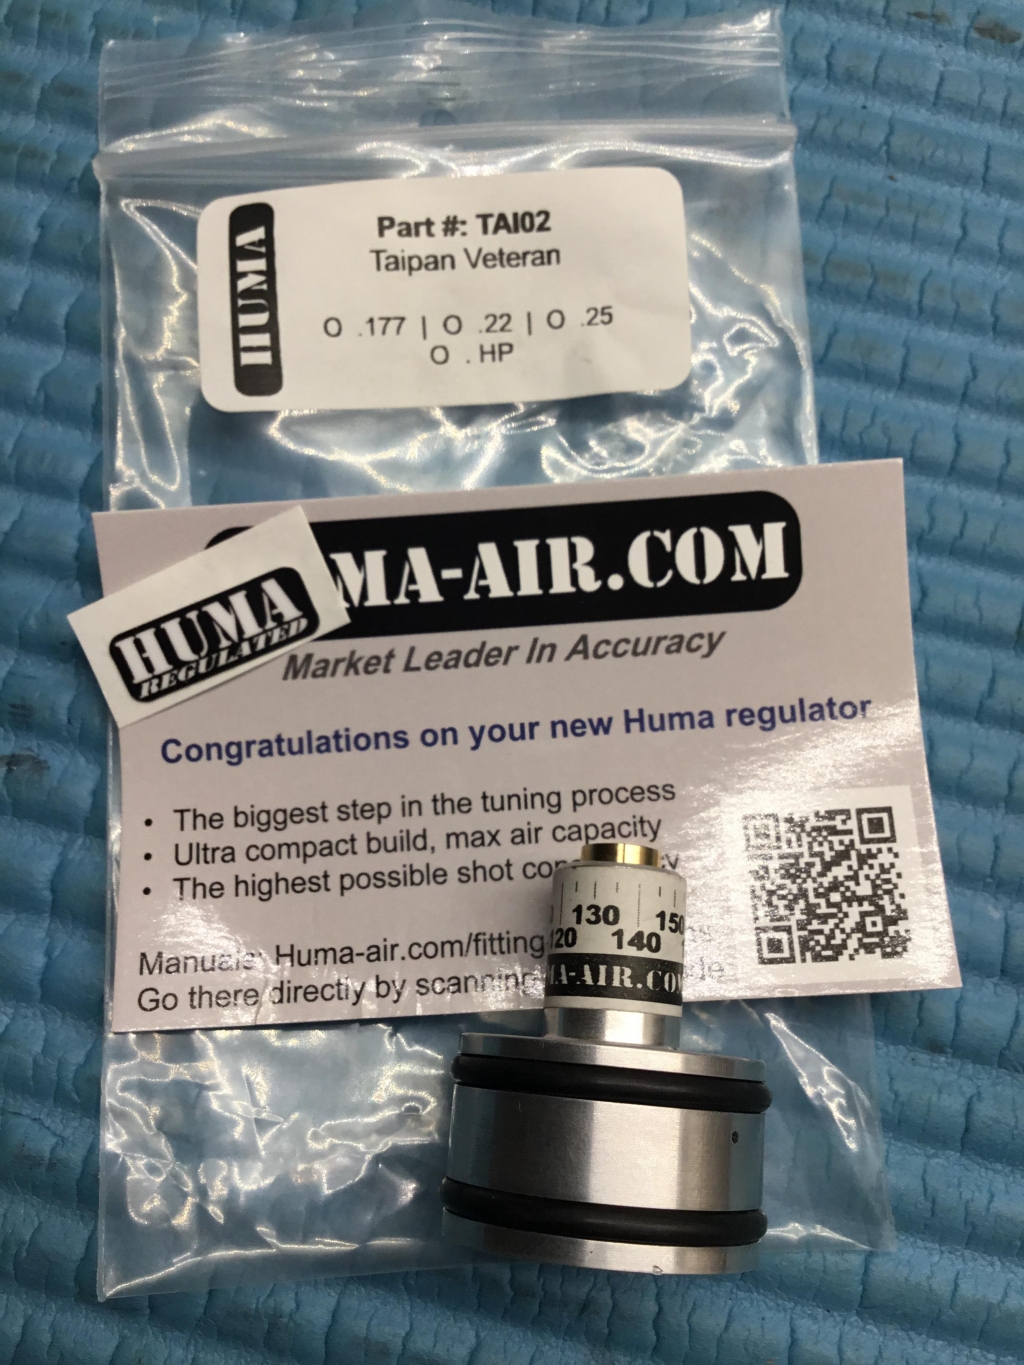 HUMA
Part #: TAI02
Taipan Veteran
O .177 | O .22 | O .25
O . HP
MA-AIR.COM
HUMA
REGULATED
Market Leader In Accuracy
Congratulations on your new Huma regulator
• The biggest step in the tuning process
• Ultra compact build, max air capacity
• The highest possible shot
Manuals: Huma-air.com/fitting
Go there directly by scanning
130 150
120 140
MA-AIR.COM